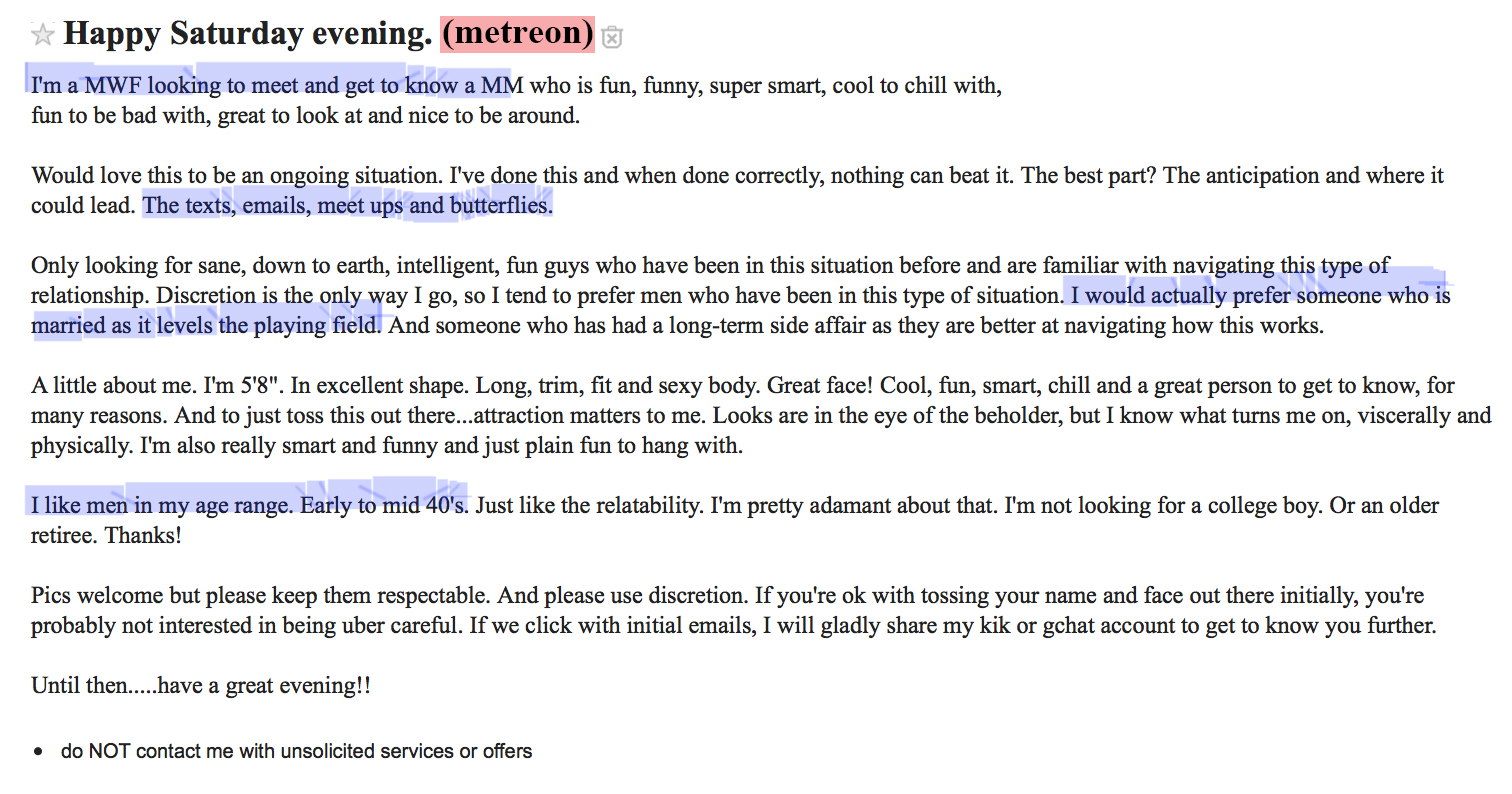 Happy Saturday evening. (metreon)
I'm a MWF looking to meet and get to know a MM who is fun, funny, super smart, cool to chill with,
fun to be bad with, great to look at and nice to be around.
Would love this to be an ongoing situation. I've done this and when done correctly, nothing can beat it. The best part? The anticipation and where it
could lead. The texts, emails, meet ups and butterflies.
Only looking for sane, down to earth, intelligent, fun guys who have been in this situation before and are familiar with navigating this type of
relationship. Discretion is the only way I go, so I tend to prefer men who have been in this type of situation. I would actually prefer someone who is
married as it levels the playing field. And someone who has had a long-term side affair as they are better at navigating how this works.
A little about me. I'm 5'8". In excellent shape. Long, trim, fit and sexy body. Great face! Cool, fun, smart, chill and a great person to get to know, for
many reasons. And to just toss this out there...attraction matters to me. Looks are in the eye of the beholder, but I know what turns me on, viscerally and
physically. I'm also really smart and funny and just plain fun to hang with.
I like men in my age range. Early to mid 40's. Just like the relatability. I'm pretty adamant about that. I'm not looking for a college boy. Or an older
retiree. Thanks!
Pics welcome but please keep them respectable. And please use discretion. If you're ok with tossing your name and face out there initially, you're
probably not interested in being uber careful. If we click with initial emails, I will gladly share my kik or gchat account to get to know you further.
Until then.....have a great evening!!
• do NOT contact me with unsolicited services or offers